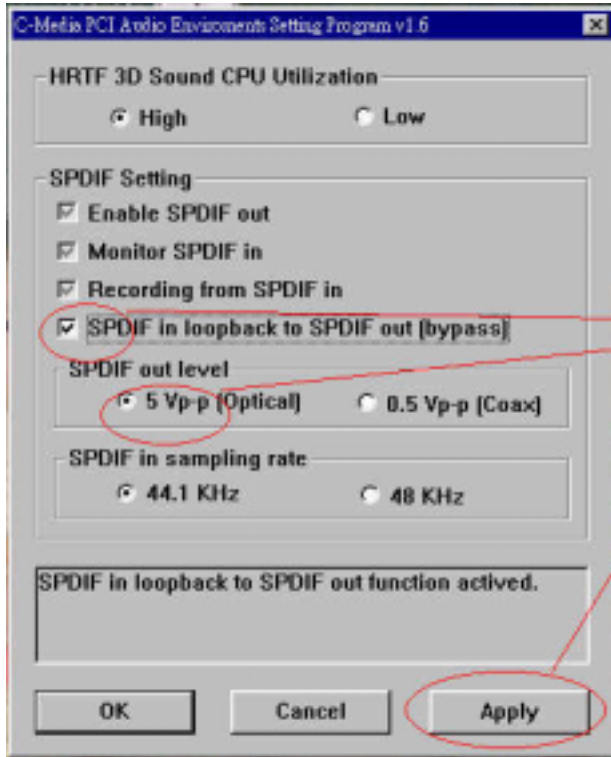 C-Media PCI Audio Enviroments Setting Program v1.6
HRTF 3D Sound CPU Utilization
High Low
SPDIF Setting
Enable SPDIF out
Monitor SPDIF in
Recording from SPDIF in
SPDIF in loopback to SPDIF out (bypass)
SPDIF out level
5 Vp-p (Optical) 0.5 Vp-p (Coax)
SPDIF in sampling rate
44.1 KHz 48 KHz
SPDIF in loopback to SPDIF out function actived.
OK Cancel Apply